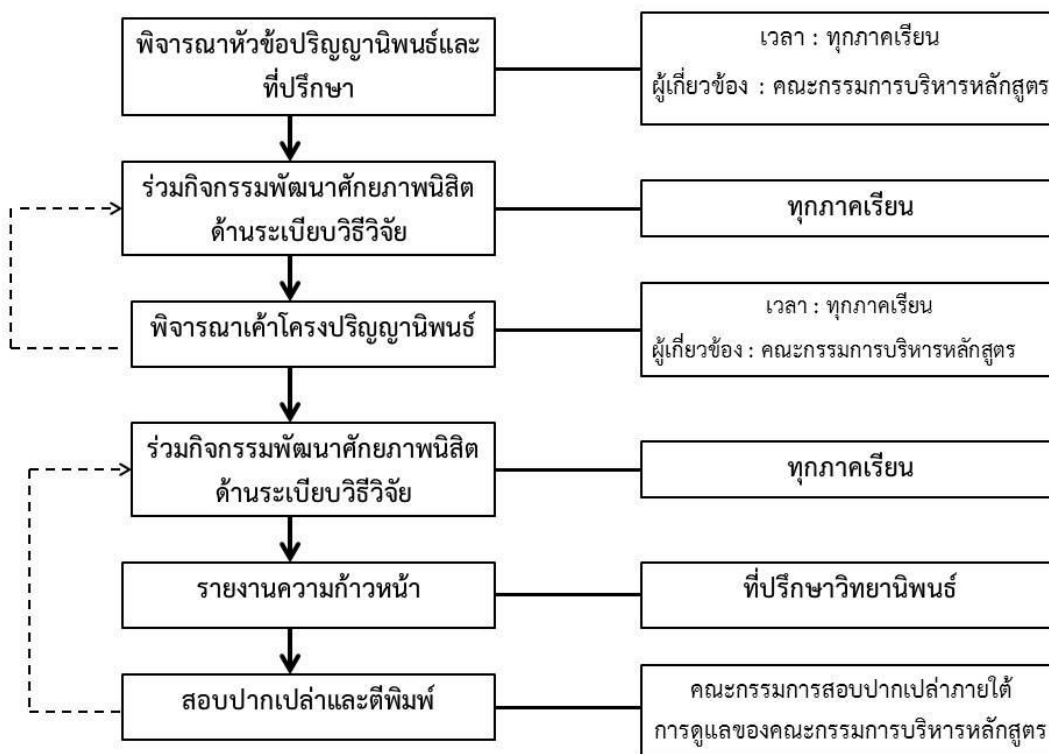 พิจารณาหัวข้อปริญญานิพนธ์และ
ที่ปรึกษา
เวลา : ทุกภาคเรียน
ผู้เกี่ยวข้อง : คณะกรรมการบริหารหลักสูตร
ร่วมกิจกรรมพัฒนาศักยภาพนิสิต
ด้านระเบียบวิธีวิจัย
ทุกภาคเรียน
พิจารณาเค้าโครงปริญญานิพนธ์
เวลา : ทุกภาคเรียน
ผู้เกี่ยวข้อง : คณะกรรมการบริหารหลักสูตร
ร่วมกิจกรรมพัฒนาศักยภาพนิสิต
ด้านระเบียบวิธีวิจัย
ทุกภาคเรียน
รายงานความก้าวหน้า
ที่ปรึกษาวิทยานิพนธ์
สอบปากเปล่าและตีพิมพ์
คณะกรรมการสอบปากเปล่าภายใต้
การดูแลของคณะกรรมการบริหารหลักสูตร